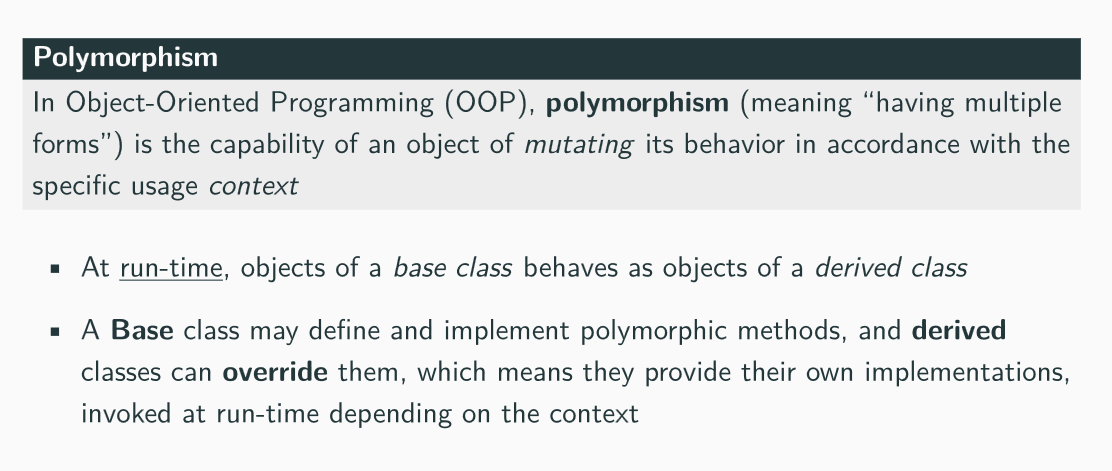 Polymorphism
In Object-Oriented Programming (OOP), polymorphism (meaning “having multiple
forms”) is the capability of an object of mutating its behavior in accordance with the
specific usage context
▪ At run-time, objects of a base class behaves as objects of a derived class
▪ A Base class may define and implement polymorphic methods, and derived
classes can override them, which means they provide their own implementations,
invoked at run-time depending on the context